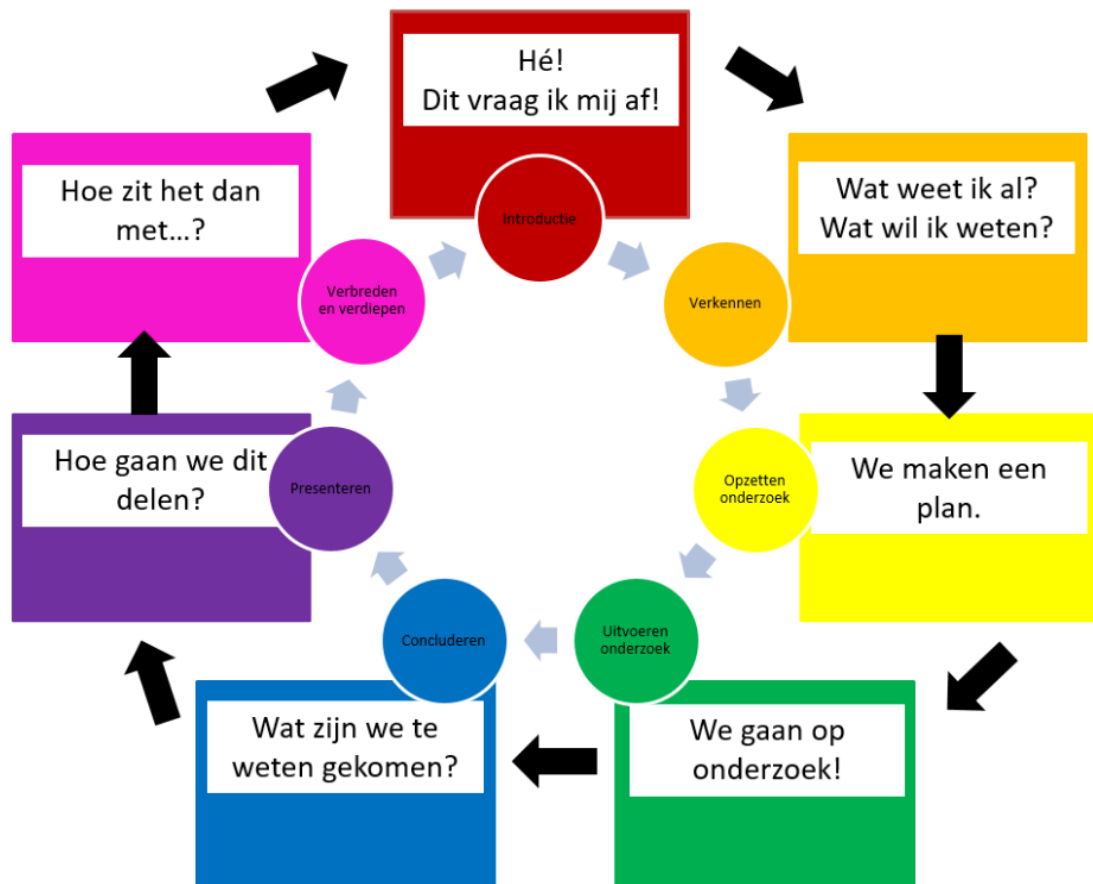 Hé!
Dit vraag ik mij af!
Introductie
Wat weet ik al?
Wat wil ik weten?
Verkennen
We maken een
plan.
Opzetten
onderzoek
We gaan op
onderzoek!
Uitvoeren
onderzoek
Wat zijn we te
weten gekomen?
Concluderen
Hoe gaan we dit
delen?
Presenteren
Hoe zit het dan
met...?
Verbreden
en verdiepen